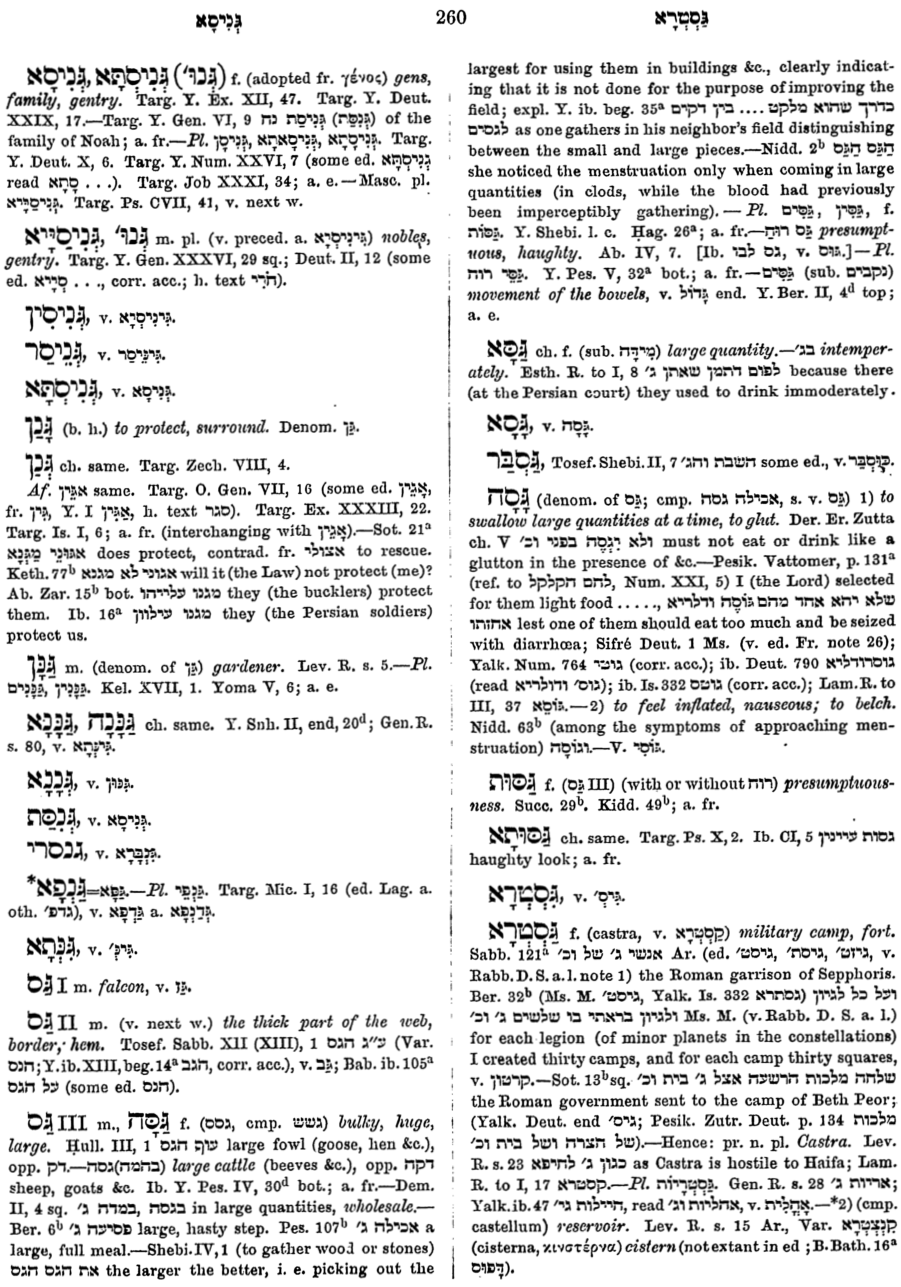 גְּנִיסָא
260
גַּסְטְרָא
גְּנִיסָא, גְּנִיסְתָּא (גְּנוּ׳) f. (adopted fr. γένος) gens,
family, gentry. Targ. Y. Ex. XII, 47. Targ. Y. Deut.
XXIX, 17.—Targ. Y. Gen. VI, 9 גְּנִיסַת נח (גְּנִסַּת) of the
family of Noah; a. fr.—Pl. גְּנִיסָן, גְּנִיסָאתָא, גְּנִיסָתָא. Targ.
Y. Deut. X, 6. Targ. Y. Num. XXVI, 7 (some ed. גְּנִיסְתָּא
read סָתָא . . .). Targ. Job XXXI, 34; a. e.—Masc. pl.
גְּנִיסַיָּא. Targ. Ps. CVII, 41, v. next w.
גְּנִיסַיָּא, גְּנוּ׳ m. pl. (v. preced. a. גִּינִיסְיָא) nobles,
gentry. Targ. Y. Gen. XXXVI, 29 sq.; Deut. II, 12 (some
ed. סְיָא . . ., corr. acc.; h. text חֹרִי).
גְּנִיסִין, v. גִּינִיסְיָא.
גְּנֵיסַר, v. גִּינֵּיסַר.
גְּנִיסְתָּא, v. גְּנִיסָא.
גָּנַן (b. h.) to protect, surround. Denom. גַּן.
גְּנַן ch. same. Targ. Zech. VIII, 4.
Af. אַגֵּין same. Targ. O. Gen. VII, 16 (some ed. אֲגֵין,
fr. גִּין, Y. I אֲגֵּין, h. text סגר). Targ. Ex. XXXIII, 22.
Targ. Is. I, 6; a. fr. (interchanging with אֲגֵין).—Sot. 21a
אגוני מַגְּנָא does protect, contrad. fr. אצולי to rescue.
Keth. 77b אגוני לא מגנא will it (the Law) not protect (me)?
Ab. Zar. 15b bot. מגנו עלייהו they (the bucklers) protect
them. Ib. 16a מגנו עילוון they (the Persian soldiers)
protect us.
גַּנָּן m. (denom. of גַּן) gardener. Lev. R. s. 5.—Pl.
גַּנָּנִין, גַּנָּנִים. Kel. XVII, 1. Yoma V, 6; a. e.
גַּנָּנָא, גַּנָּנָה ch. same. Y. Snh. II, end, 20d; Gen. R.
s. 80, v. גִּינְּתָא.
גְּנָנָא, v. גְּנוּן.
גְּנִסַּת, v. גְּנִיסָא.
גנסרי, v. גִּנְבָּרָא.
*גַּנְפָא=גַּפָּא.—Pl. גַּנְפֵי. Targ. Mic. I, 16 (ed. Lag. a.
oth. גדפ׳), v. גַּדְפָא a. גְּדַנְפָא.
גִּנְּתָא, v. גִּינּ׳.
גַּס I m. falcon, v. גַּז.
גַּס II m. (v. next w.) the thick part of the web,
border, hem. Tosef. Sabb. XII (XIII), 1 ע״ג הגס (Var.
הנס; Y. ib. XIII, beg. 14a הגב, corr. acc.), v. גַּב; Bab. ib. 105a
על הגס (some ed. הנס).
גַּס III m., גַּסָּה f. (גסס, cmp. גשש) bulky, huge,
large. Ḥull. III, 1 עוף הגס large fowl (goose, hen &c.),
opp. דק.—(בהמה)גסה large cattle (beeves &c.), opp. דקה
sheep, goats &c. Ib. Y. Pes. IV, 30d bot.; a. fr.—Dem.
II, 4 sq. בגסה, במדה ג׳ in large quantities, wholesale.—
Ber. 6b פסיעה ג׳ large, hasty step. Pes. 107b אכילה ג׳ a
large, full meal.—Shebi. IV, 1 (to gather wood or stones)
את הגס הגס the larger the better, i. e. picking out the
largest for using them in buildings &c., clearly indicat-
ing that it is not done for the purpose of improving the
field; expl. Y. ib. beg. 35a כדרך שהוא מלקט .... בין דקים
לגסים as one gathers in his neighbor's field distinguishing
between the small and large pieces.—Nidd. 2b הַגַּס הַגַּס
she noticed the menstruation only when coming in large
quantities (in clods, while the blood had previously
been imperceptibly gathering).—Pl. גַּסִּים, גַּסִּין, f.
גַּסּוֹת. Y. Shebi. l. c. Ḥag. 26a; a. fr.—גַּס רוּחַ presumpt-
uous, haughty. Ab. IV, 7. [Ib. גס לבו, v. גּוּס.]—Pl.
גַּסֵּי רוח. Y. Pes. V, 32a bot.; a. fr.—גַּסִּים (sub. נקבים)
movement of the bowels, v. גָּדוֹל end. Y. Ber. II, 4d top;
a. e.
גַּסָּא ch. f. (sub. מִידָּה) large quantity.—בג׳ intemper-
ately. Esth. R. to I, 8 לפום דתמן שאתן ג׳ because there
(at the Persian court) they used to drink immoderately.
גָּסָא, v. גָּסָה.
גַּסְבַּר, Tosef. Shebi. II, 7 השבת והג׳ some ed., v. כּוּסְבָּר.
גָּסָה (denom. of גַּס; cmp. אכילה גסה, s. v. גַּס) 1) to
swallow large quantities at a time, to glut. Der. Er. Zutta
ch. V ולא יִגְסֶה בפני וכ׳ must not eat or drink like a
glutton in the presence of &c.—Pesik. Vattomer, p. 131a
(ref. to לחם הקלקל, Num. XXI, 5) I (the Lord) selected
for them light food ....., שלא יהא אחד מהם גּוֹסֶה ודלריא
אחזותו lest one of them should eat too much and be seized
with diarrhœa; Sifré Deut. 1 Ms. (v. ed. Fr. note 26);
Yalk. Num. 764 גוטי (corr. acc.); ib. Deut. 790 גוסרודליא
(read גוס׳ ודולריא); ib. Is. 332 גוטס (corr. acc.); Lam. R. to
III, 37 גּוֹסֵא.—2) to feel inflated, nauseous; to belch.
Nidd. 63b (among the symptoms of approaching men-
struation) וגוֹסָה.—V. גּוֹסִי.
גַּסּוּת f. (גַּס III) (with or without רוח) presumptuous-
ness. Succ. 29b. Kidd. 49b; a. fr.
גַּסּוּתָא ch. same. Targ. Ps. X, 2. Ib. CI, 5 גסות עיינין
haughty look; a. fr.
גִּסְטְרָא, v. גִּיסְ׳.
גַּסְטְרָא f. (castra, v. קַסְטְרָא) military camp, fort.
Sabb. 121a אנשי ג׳ של וכ׳ Ar. (ed. גיזט׳, גיסת׳, גיסט׳, v.
Rabb. D. S. a. l. note 1) the Roman garrison of Sepphoris.
Ber. 32b (Ms. M. גיסט׳, Yalk. Is. 332 גסתרא) ועל כל לגיון
ולגיון בראתי בו שלשים ג׳ וכ׳ Ms. M. (v. Rabb. D. S. a. l.)
for each legion (of minor planets in the constellations)
I created thirty camps, and for each camp thirty squares,
v. קרטון.—Sot. 13b sq. שלחה מלכות הרשעה אצל ג׳ בית וכ׳
the Roman government sent to the camp of Beth Peor;
(Yalk. Deut. end גיס׳; Pesik. Zutr. Deut. p. 134 מלכות
של הצרה ושל בית וכ׳).—Hence: pr. n. pl. Castra. Lev.
R. s. 23 כגון ג׳ לחיפא as Castra is hostile to Haifa; Lam.
R. to I, 17 קסטרא.—Pl. גַּסְטְרִיּוֹת. Gen. R. s. 28 אריות ג׳;
Yalk. ib. 47 חיילות גי׳, read אהליות וג׳, v. אָהֳלִית.—*2) (cmp.
castellum) reservoir. Lev. R. s. 15 Ar., Var. קַנְצְטְרָא
(cisterna, κινστέρνα) cistern (not extant in ed; B. Bath. 16a
דְּפוּס).